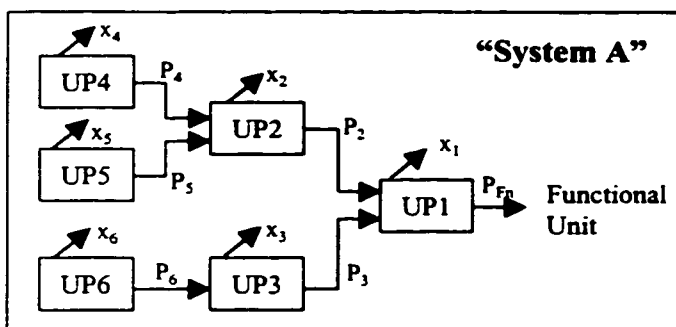 “System A”
x₄
UP4
P₄
x₂
UP2
P₂
x₅
UP5
P₅
x₁
UP1
P_Fn
Functional
Unit
x₆
UP6
P₆
x₃
UP3
P₃